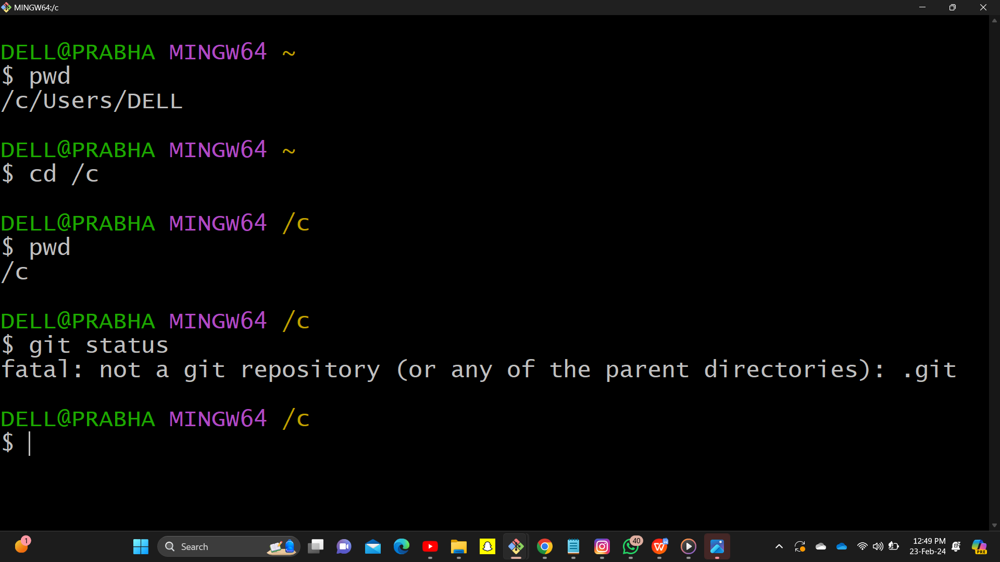 MINGW64:/c
DELL@PRABHA MINGW64 ~
$ pwd
/c/Users/DELL
DELL@PRABHA MINGW64 ~
$ cd /c
DELL@PRABHA MINGW64 /c
$ pwd
/c
DELL@PRABHA MINGW64 /c
$ git status
fatal: not a git repository (or any of the parent directories): .git
DELL@PRABHA MINGW64 /c
$
1
Search
40
W
12:49 PM
23-Feb-24
PRE